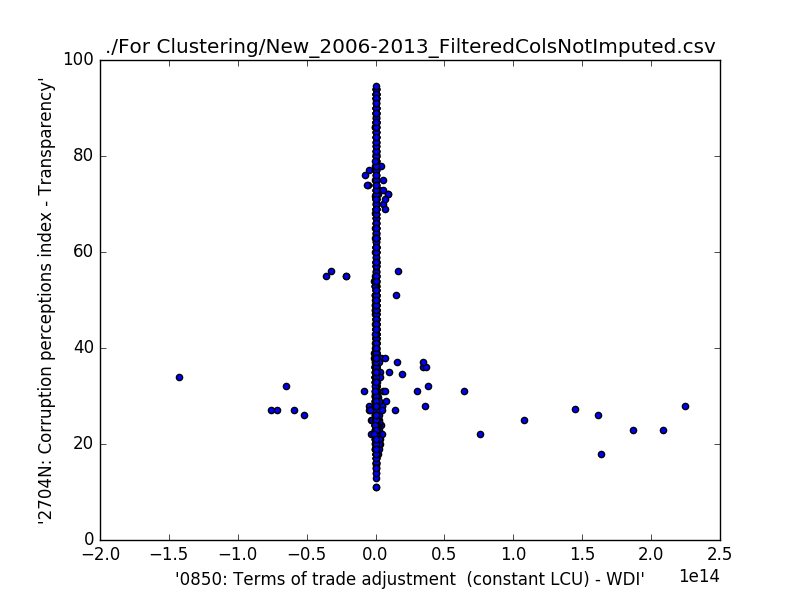 ./For Clustering/New_2006-2013_FilteredColsNotImputed.csv
100
80
60
40
20
0
'2704N: Corruption perceptions index - Transparency'
−2.0 −1.5 −1.0 −0.5 0.0 0.5 1.0 1.5 2.0 2.5
1e14
'0850: Terms of trade adjustment  (constant LCU) - WDI'